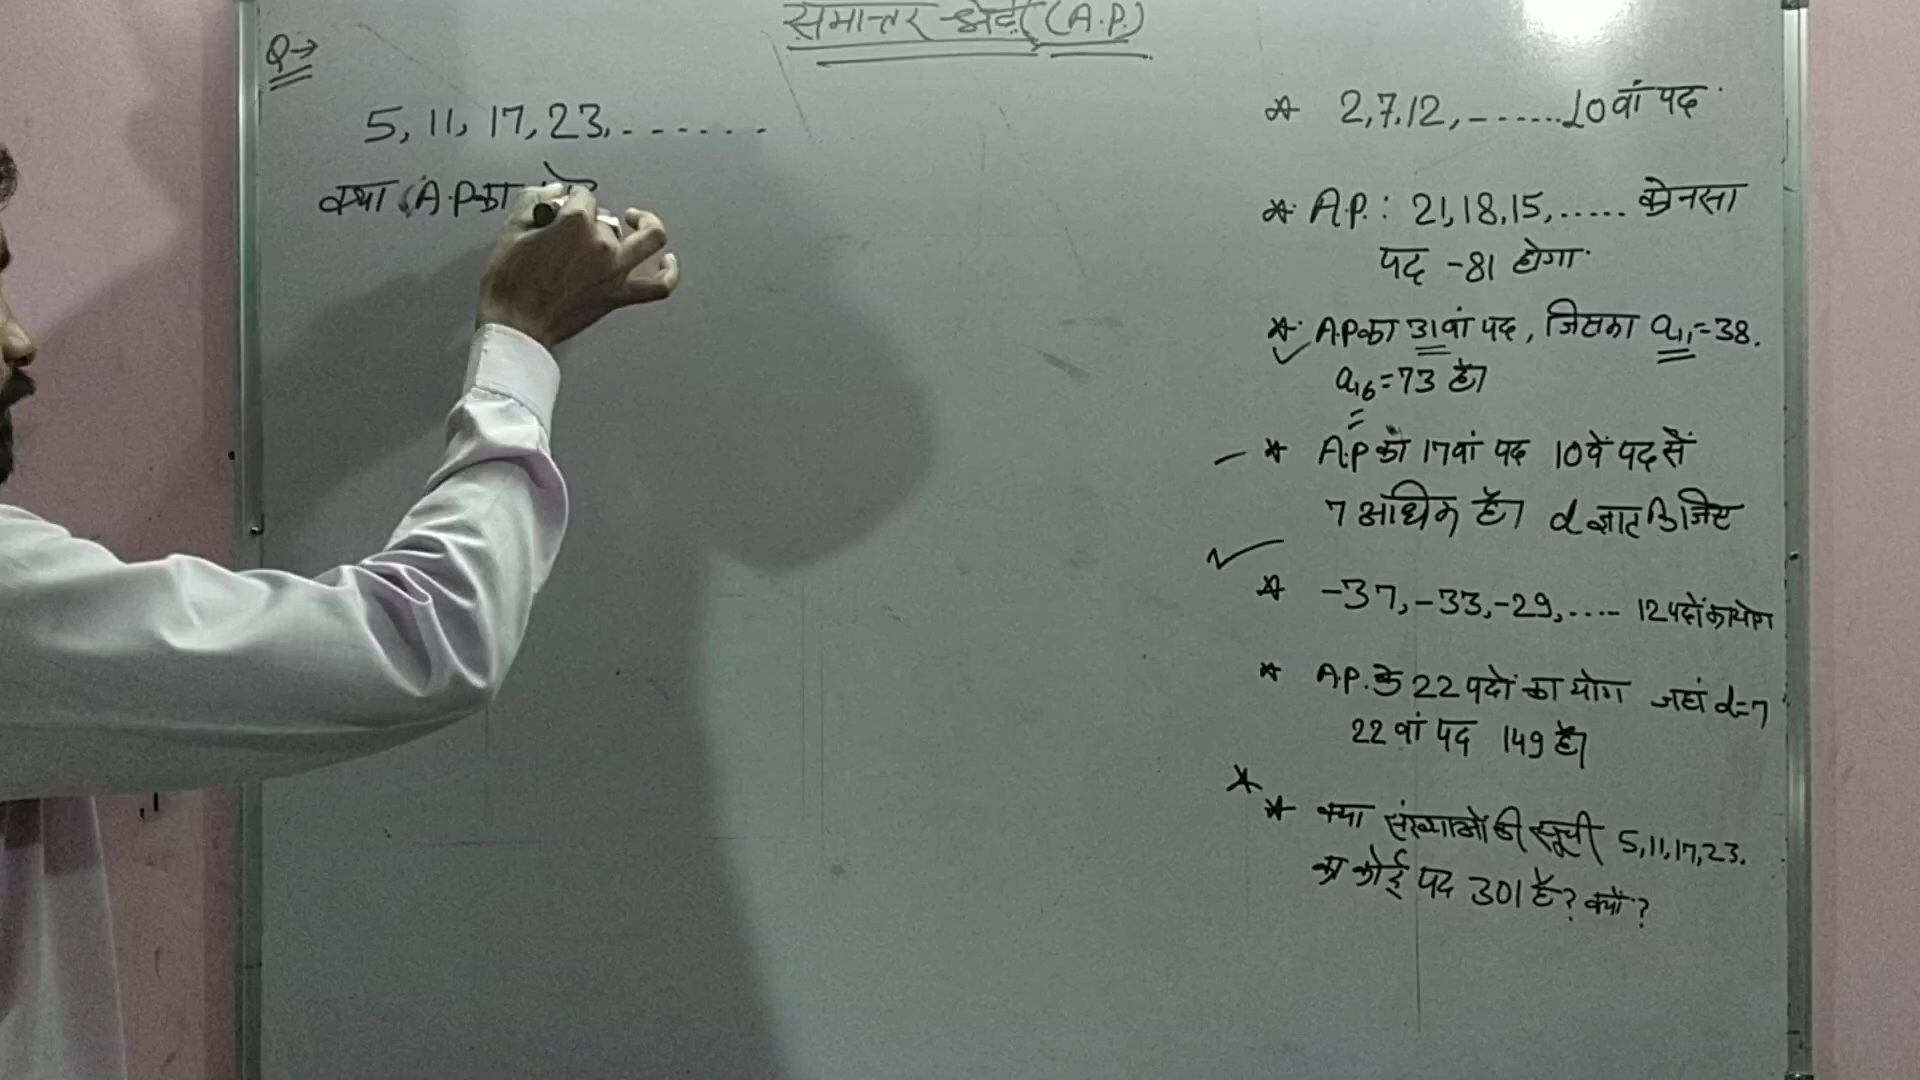 समान्तर श्रेढ़ी (A.P.)
Q→
5, 11, 17, 23, .......
क्या A.P का
* 2, 7, 12, ....... 10 वां पद
* A.P. : 21, 18, 15, ..... कौनसा
पद -81 होगा
* A.P का 31वां पद, जिसका a₁₁ = 38.
a₁₆ = 73 है।
* A.P का 17वां पद 10वें पद से
7 अधिक है। d ज्ञात किजिए
* -37, -33, -29, ..... 12 पदों का योग
* A.P. के 22 पदों का योग जहां d=7
22 वां पद 149 है।
* क्या संख्याओं की सूची 5, 11, 17, 23.
का कोई पद 301 है? क्यों?